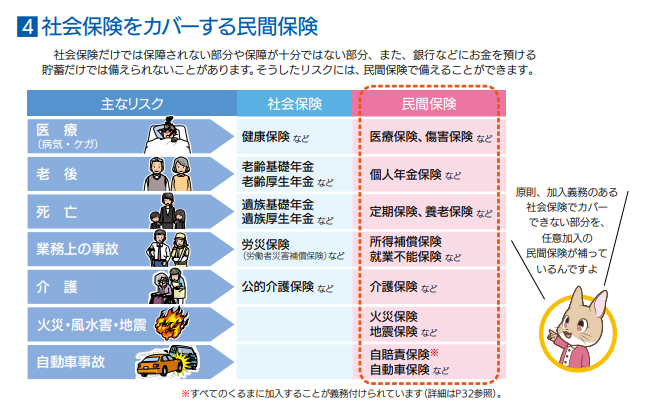 4 社会保険をカバーする民間保険
社会保険だけでは保障されない部分や保障が十分ではない部分、また、銀行などにお金を預ける
貯蓄だけでは備えられないことがあります。そうしたリスクには、民間保険で備えることができます。
主なリスク 社会保険 民間保険
医 療
(病気・ケガ)
健康保険 など
医療保険、傷害保険 など
老 後
老齢基礎年金
老齢厚生年金 など
個人年金保険 など
死 亡
遺族基礎年金
遺族厚生年金 など
定期保険、養老保険 など
業務上の事故
労災保険
(労働者災害補償保険) など
所得補償保険
就業不能保険 など
介 護
公的介護保険 など
介護保険 など
火災・風水害・地震
火災保険
地震保険 など
自動車事故
自賠責保険※
自動車保険 など
原則、加入義務のある
社会保険でカバー
できない部分を、
任意加入の
民間保険が補って
いるんですよ
※すべてのくるまに加入することが義務付けられています(詳細はP32参照)。